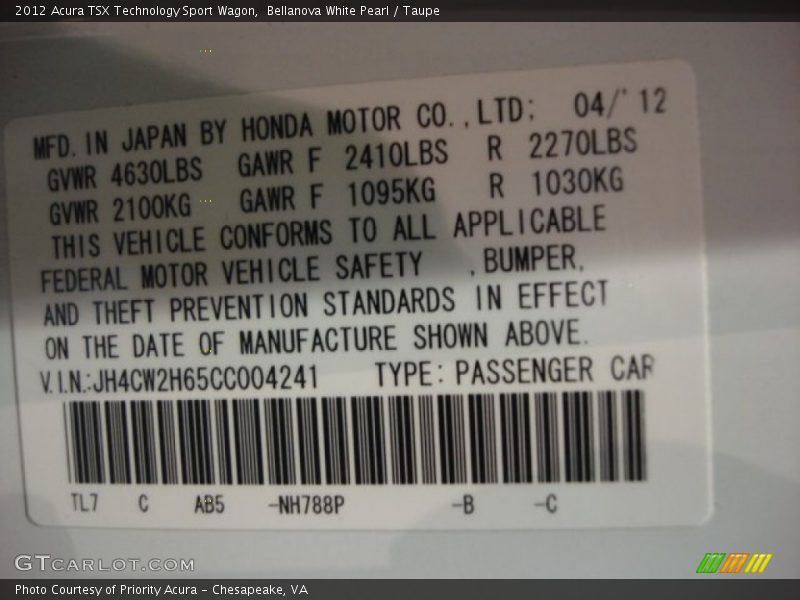 2012 Acura TSX Technology Sport Wagon,  Bellanova White Pearl / Taupe
MFD. IN JAPAN BY HONDA MOTOR CO., LTD: 04/'12
GVWR 4630LBS GAWR F 2410LBS R 2270LBS
GVWR 2100KG GAWR F 1095KG R 1030KG
THIS VEHICLE CONFORMS TO ALL APPLICABLE
FEDERAL MOTOR VEHICLE SAFETY , BUMPER,
AND THEFT PREVENTION STANDARDS IN EFFECT
ON THE DATE OF MANUFACTURE SHOWN ABOVE.
V.I.N.:JH4CW2H65CC004241 TYPE: PASSENGER CAR
TL7 C AB5 -NH788P -B -C
GTCARLOT.COM
Photo Courtesy of Priority Acura – Chesapeake, VA